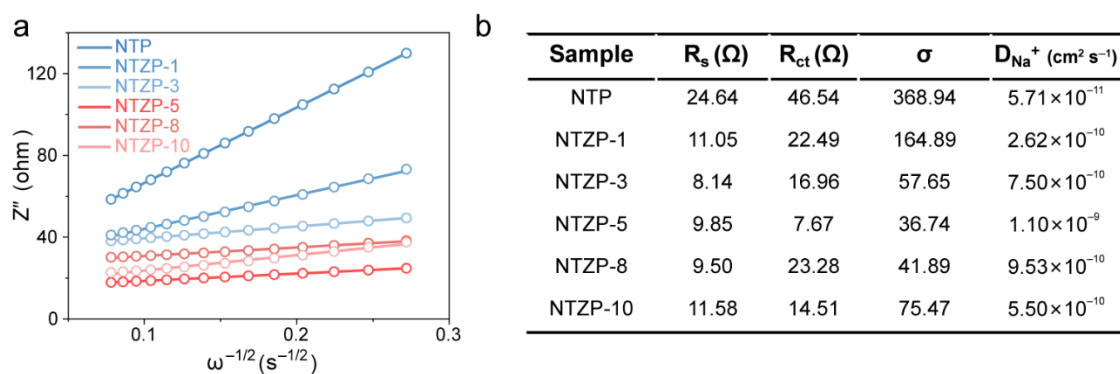 a
NTP
NTZP-1
NTZP-3
NTZP-5
NTZP-8
NTZP-10
120
80
40
0
Z″ (ohm)
0.1 0.2 0.3
ω⁻¹/² (s⁻¹/²)
b
Sample Rs (Ω) Rct (Ω) σ DNa⁺ (cm² s⁻¹)
NTP 24.64 46.54 368.94 5.71×10⁻¹¹
NTZP-1 11.05 22.49 164.89 2.62×10⁻¹⁰
NTZP-3 8.14 16.96 57.65 7.50×10⁻¹⁰
NTZP-5 9.85 7.67 36.74 1.10×10⁻⁹
NTZP-8 9.50 23.28 41.89 9.53×10⁻¹⁰
NTZP-10 11.58 14.51 75.47 5.50×10⁻¹⁰